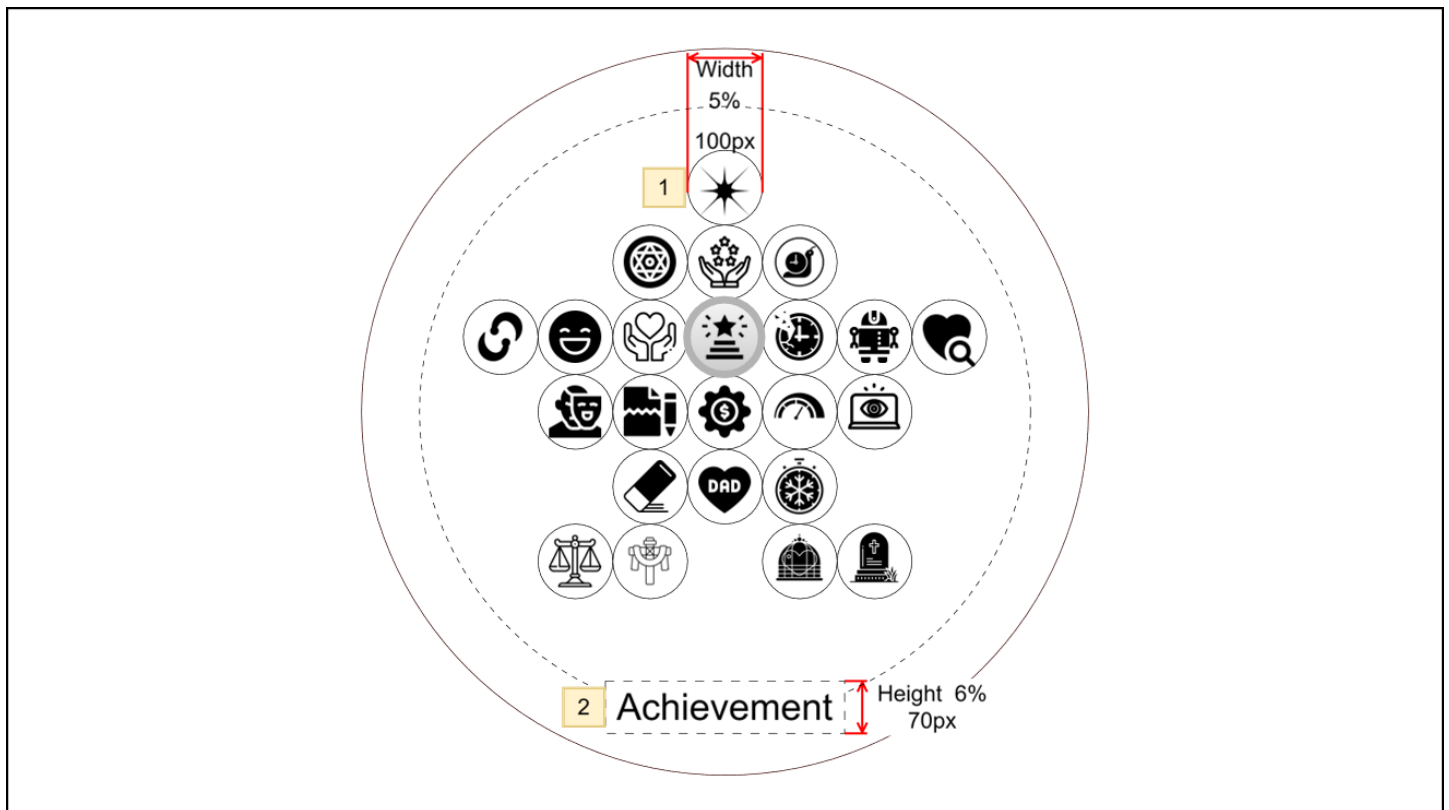 Width
5%
100px
1
$
DAD
2
Achievement
Height 6%
70px